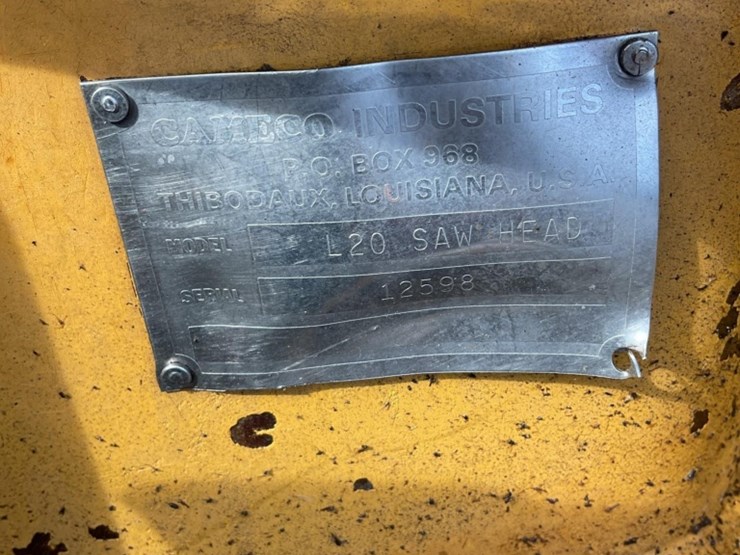 CAMECO INDUSTRIES
P.O. BOX 968
THIBODAUX, LOUISIANA, U.S.A.
MODEL L20 SAW HEAD
SERIAL 12598